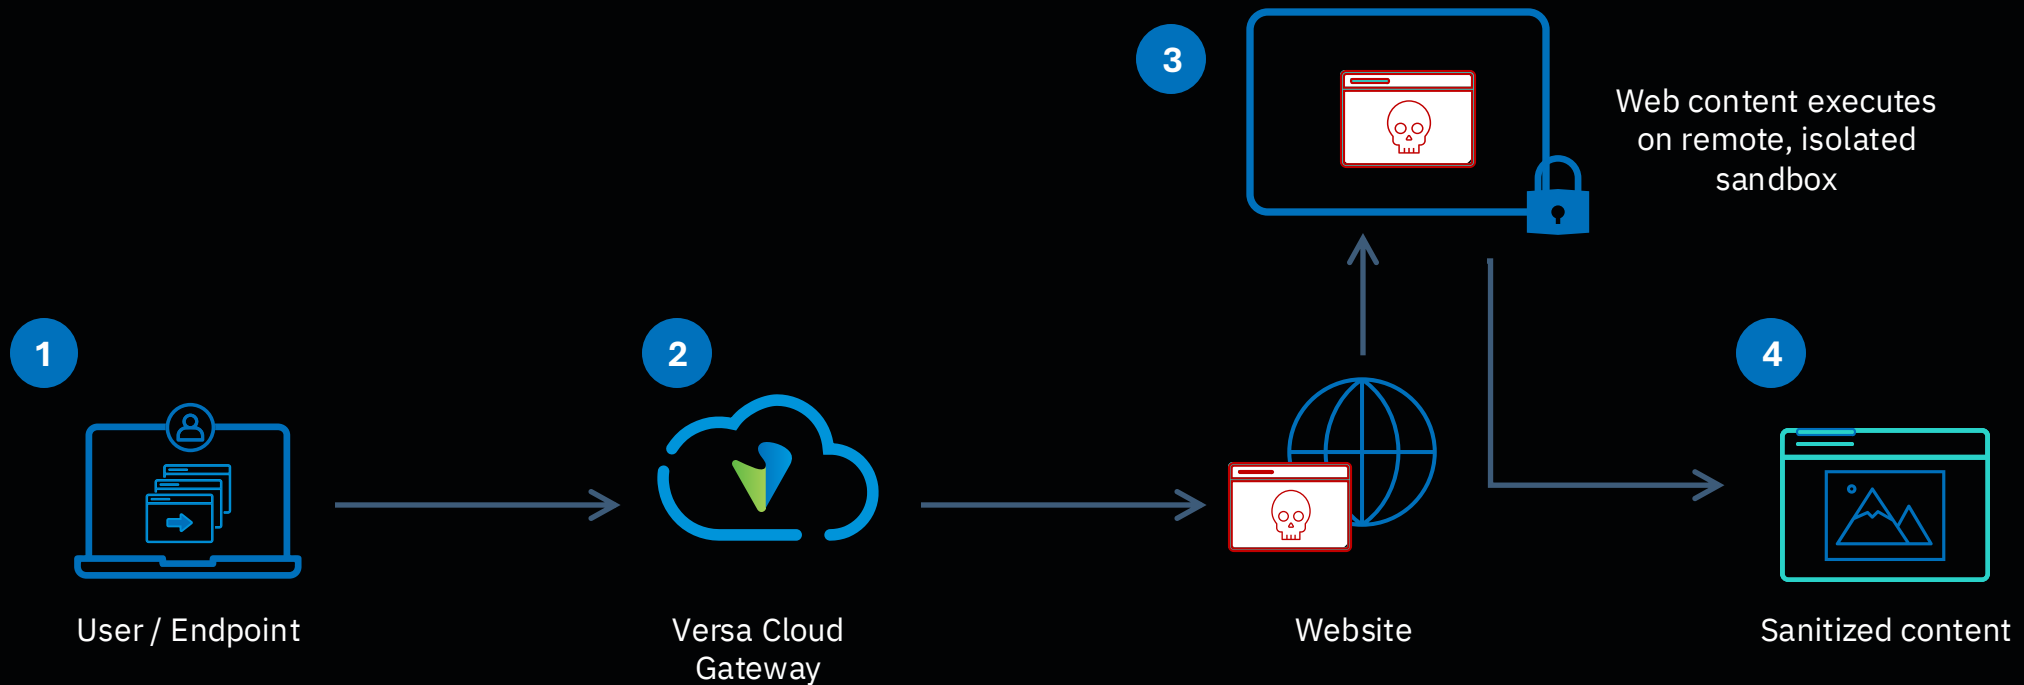 3
Web content executes
on remote, isolated
sandbox
1
2
4
User / Endpoint
Versa Cloud
Gateway
Website
Sanitized content